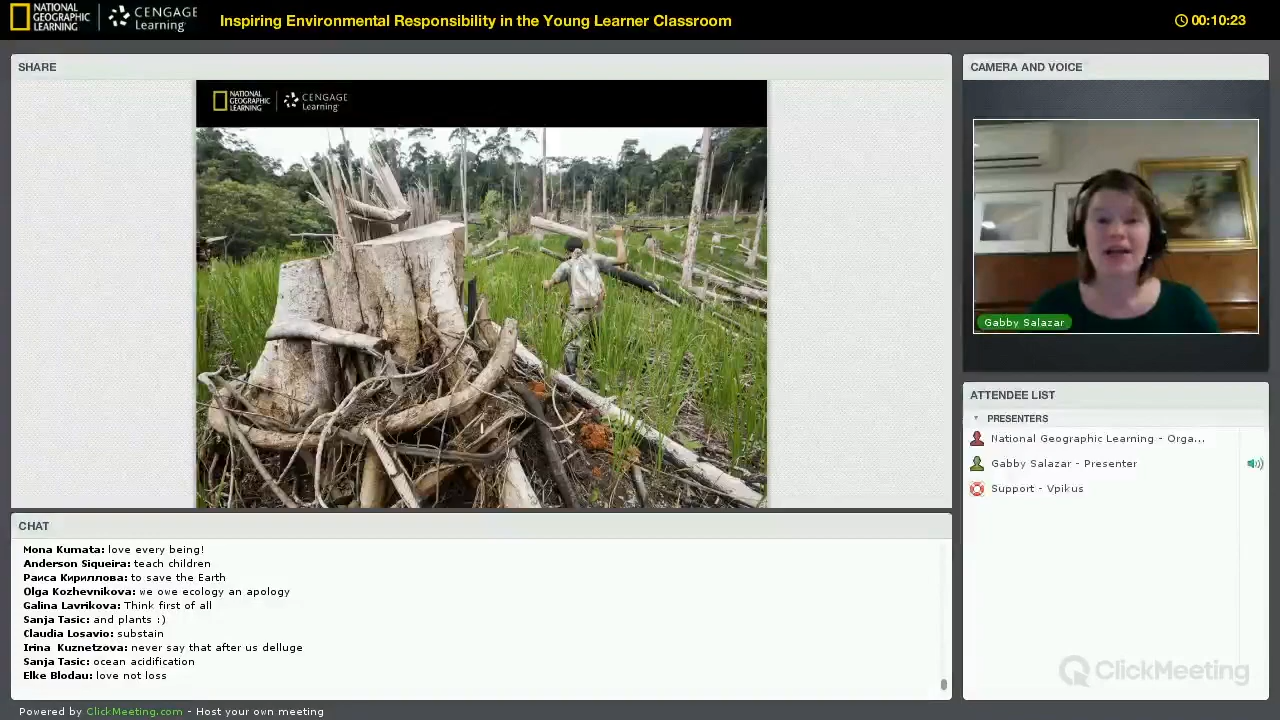 NATIONAL
GEOGRAPHIC
LEARNING
CENGAGE
Learning
Inspiring Environmental Responsibility in the Young Learner Classroom
00:10:23
SHARE
NATIONAL
GEOGRAPHIC
LEARNING
CENGAGE
Learning
CAMERA AND VOICE
Gabby Salazar
ATTENDEE LIST
PRESENTERS
National Geographic Learning - Orga...
Gabby Salazar - Presenter
Support - Vpikus
CHAT
Mona Kumata: love every being!
Anderson Siqueira: teach children
Раиса Кириллова: to save the Earth
Olga Kozhevnikova: we owe ecology an apology
Galina Lavrikova: Think first of all
Sanja Tasic: and plants :)
Claudia Losavio: substain
Irina Kuznetzova: never say that after us delluge
Sanja Tasic: ocean acidification
Elke Blodau: love not loss
ClickMeeting
Powered by ClickMeeting.com - Host your own meeting